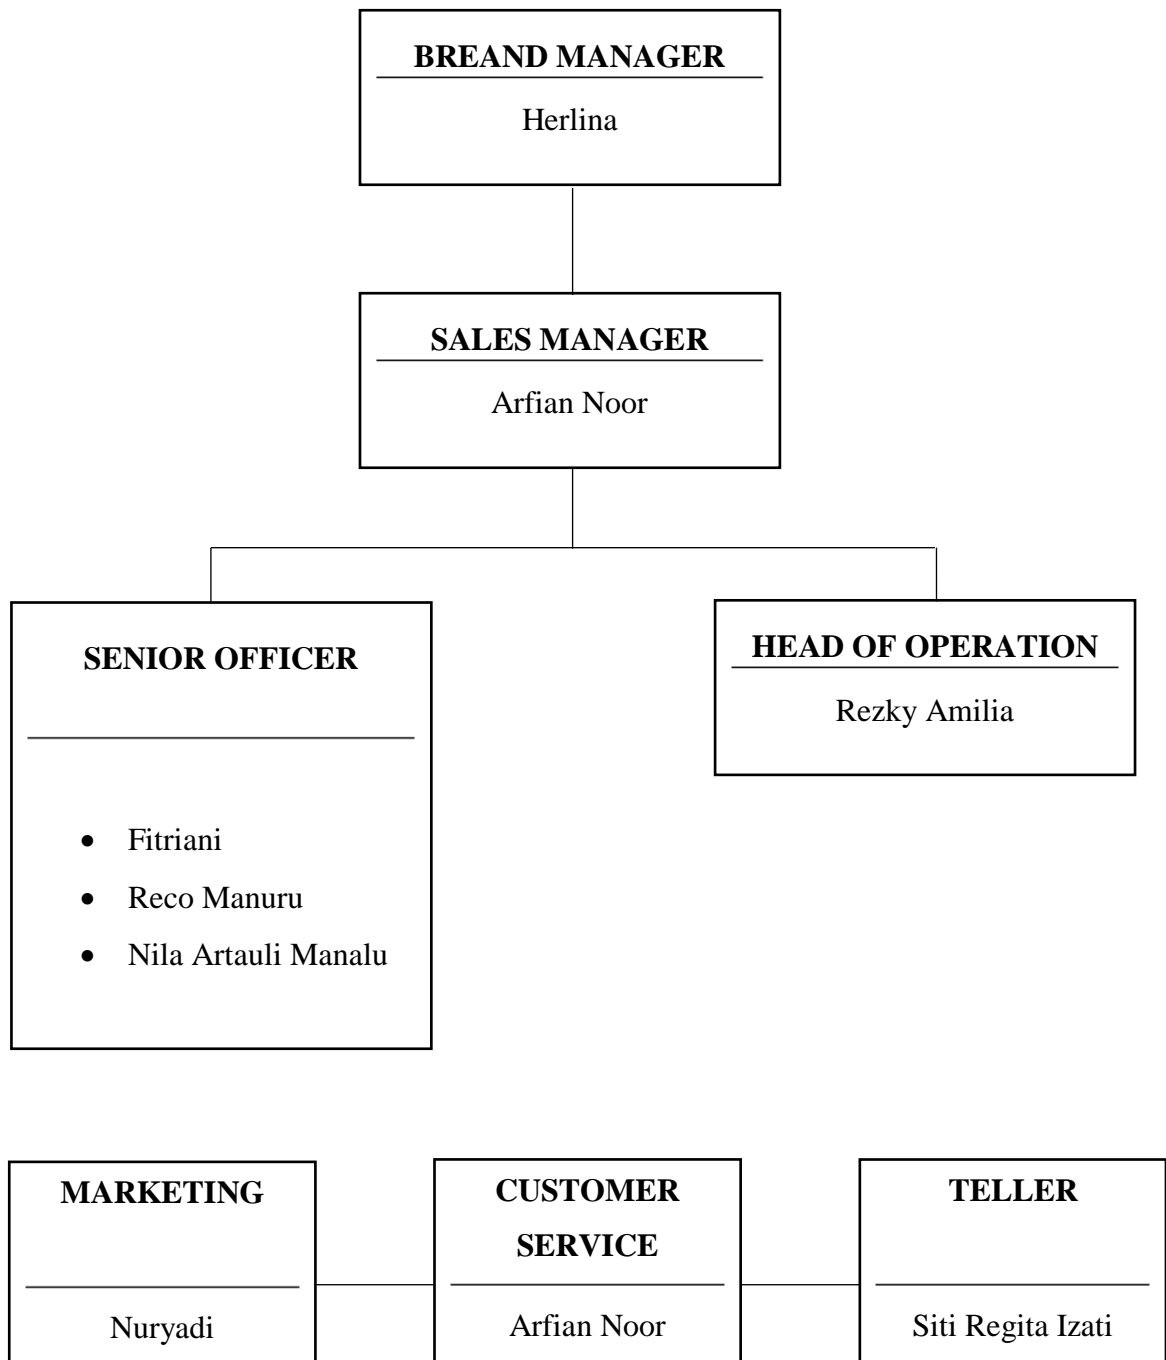 BREAND MANAGER
Herlina
SALES MANAGER
Arfian Noor
SENIOR OFFICER
• Fitriani
• Reco Manuru
• Nila Artauli Manalu
HEAD OF OPERATION
Rezky Amilia
MARKETING
Nuryadi
CUSTOMER
SERVICE
Arfian Noor
TELLER
Siti Regita Izati